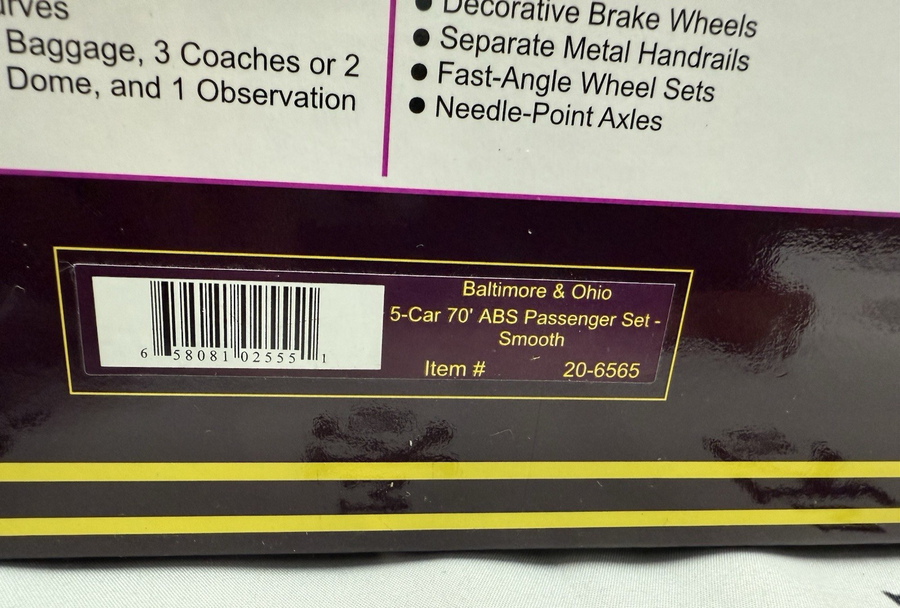 Baggage, 3 Coaches or 2
Dome, and 1 Observation
● Decorative Brake Wheels
● Separate Metal Handrails
● Fast-Angle Wheel Sets
● Needle-Point Axles
Baltimore & Ohio
5-Car 70' ABS Passenger Set -
Smooth
Item # 20-6565
6 58081 02555 1